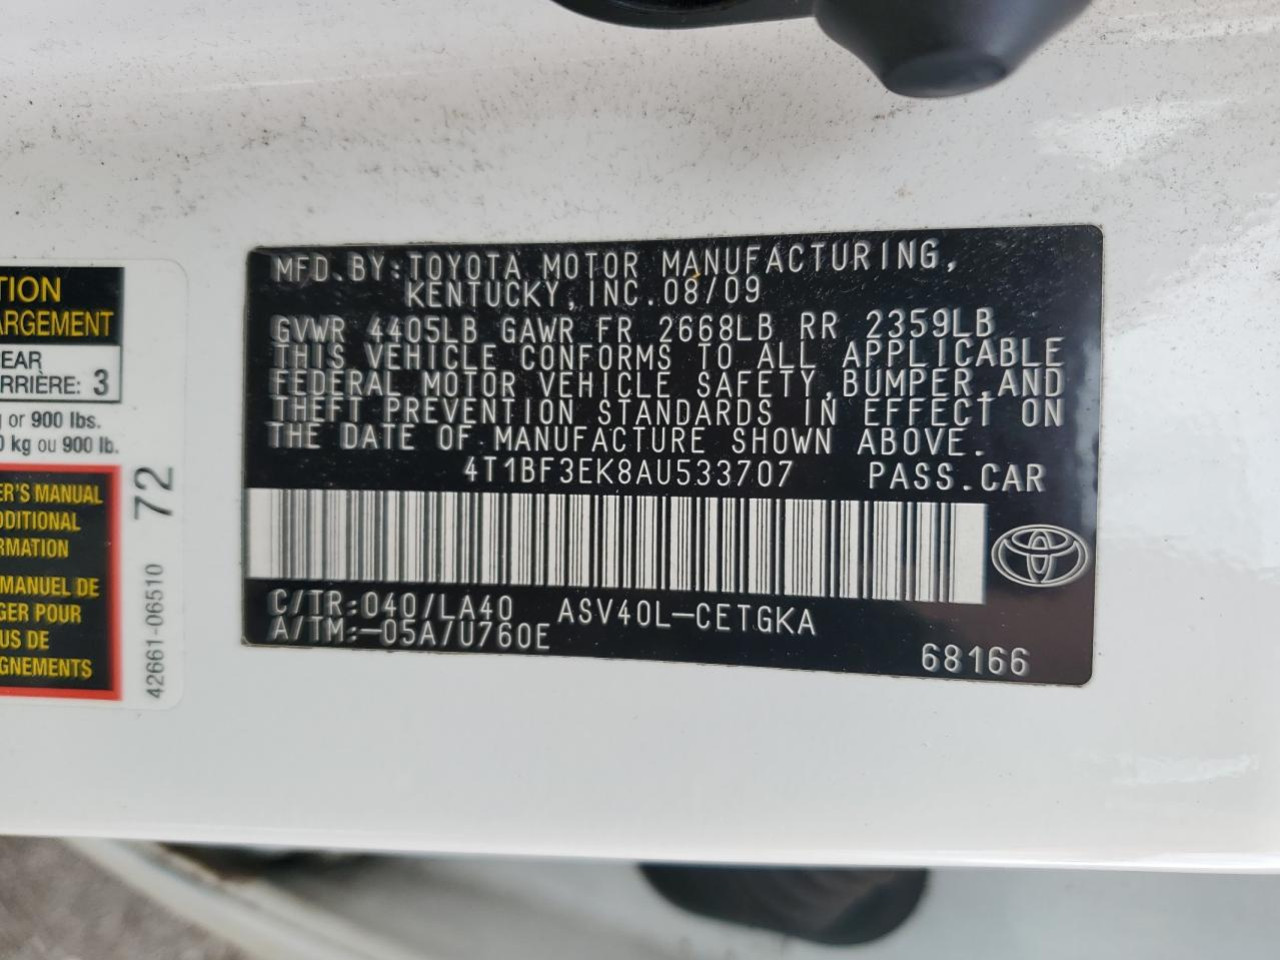 TION
ARGEMENT
REAR
RRIÈRE: 3
g or 900 lbs.
0 kg ou 900 lb.
ER'S MANUAL
DDITIONAL
RMATION
MANUEL DE
GER POUR
US DE
GNEMENTS
42661-06510 72
MFD.BY:TOYOTA MOTOR MANUFACTURING,
KENTUCKY,INC.08/09
GVWR 4405LB GAWR FR 2668LB RR 2359LB
THIS VEHICLE CONFORMS TO ALL APPLICABLE
FEDERAL MOTOR VEHICLE SAFETY,BUMPER,AND
THEFT PREVENTION STANDARDS IN EFFECT ON
THE DATE OF MANUFACTURE SHOWN ABOVE.
4T1BF3EK8AU533707 PASS.CAR
C/TR:040/LA40 ASV40L-CETGKA
A/TM:-05A/U760E
68166